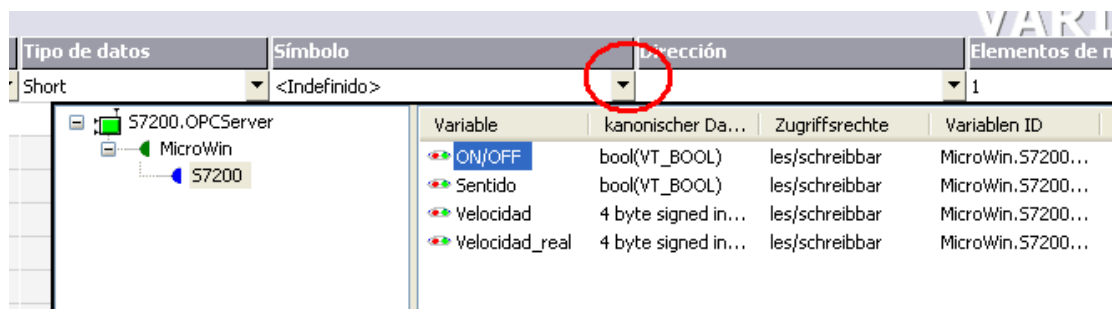 VARI
Tipo de datos Símbolo Dirección Elementos de
Short <Indefinido> 1
S7200.OPCServer Variable kanonischer Da... Zugriffsrechte Variablen ID
MicroWin ON/OFF bool(VT_BOOL) les/schreibbar MicroWin.S7200...
S7200 Sentido bool(VT_BOOL) les/schreibbar MicroWin.S7200...
Velocidad 4 byte signed in... les/schreibbar MicroWin.S7200...
Velocidad_real 4 byte signed in... les/schreibbar MicroWin.S7200...